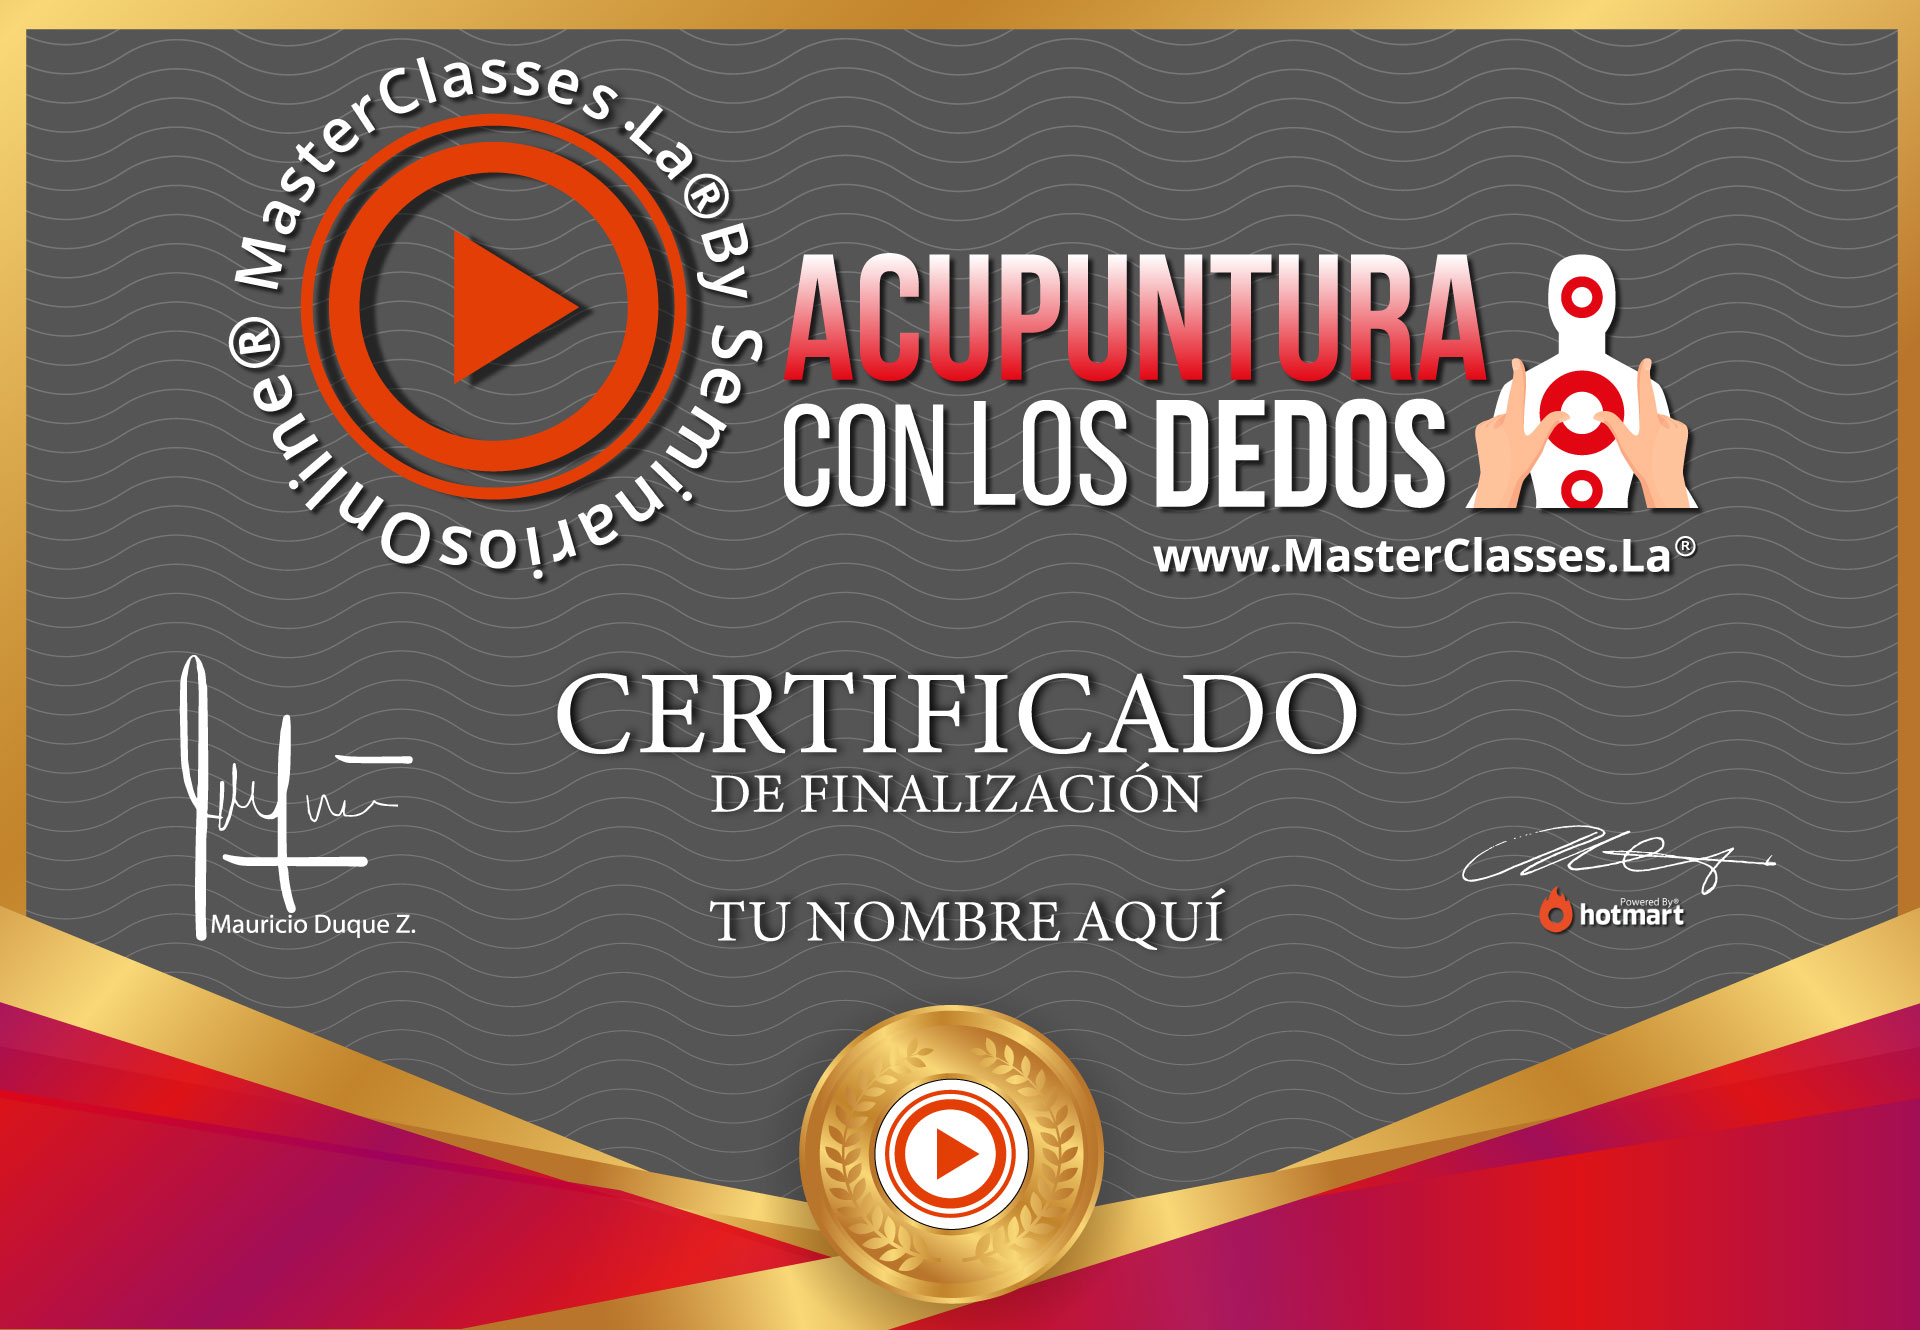 MasterClasses.La® By SeminariosOnline®
ACUPUNTURA
CON LOS DEDOS
www.MasterClasses.La®
CERTIFICADO
DE FINALIZACIÓN
TU NOMBRE AQUÍ
Mauricio Duque Z.
Powered By®
hotmart